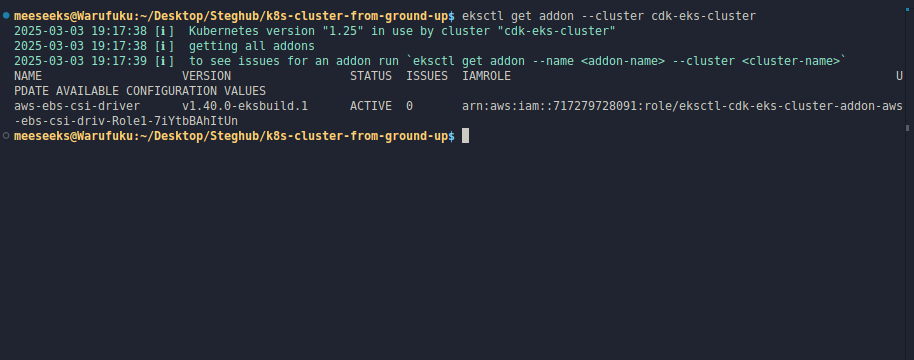 meeseeks@Warufuku:~/Desktop/Steghub/k8s-cluster-from-ground-up$ eksctl get addon --cluster cdk-eks-cluster
2025-03-03 19:17:38 [ℹ]  Kubernetes version "1.25" in use by cluster "cdk-eks-cluster"
2025-03-03 19:17:38 [ℹ]  getting all addons
2025-03-03 19:17:39 [ℹ]  to see issues for an addon run `eksctl get addon --name <addon-name> --cluster <cluster-name>`
NAME                    VERSION                 STATUS  ISSUES  IAMROLE                                                       U
PDATE AVAILABLE CONFIGURATION VALUES
aws-ebs-csi-driver      v1.40.0-eksbuild.1      ACTIVE  0       arn:aws:iam::717279728091:role/eksctl-cdk-eks-cluster-addon-aws
-ebs-csi-driv-Role1-7iYtbBAhItUn
meeseeks@Warufuku:~/Desktop/Steghub/k8s-cluster-from-ground-up$